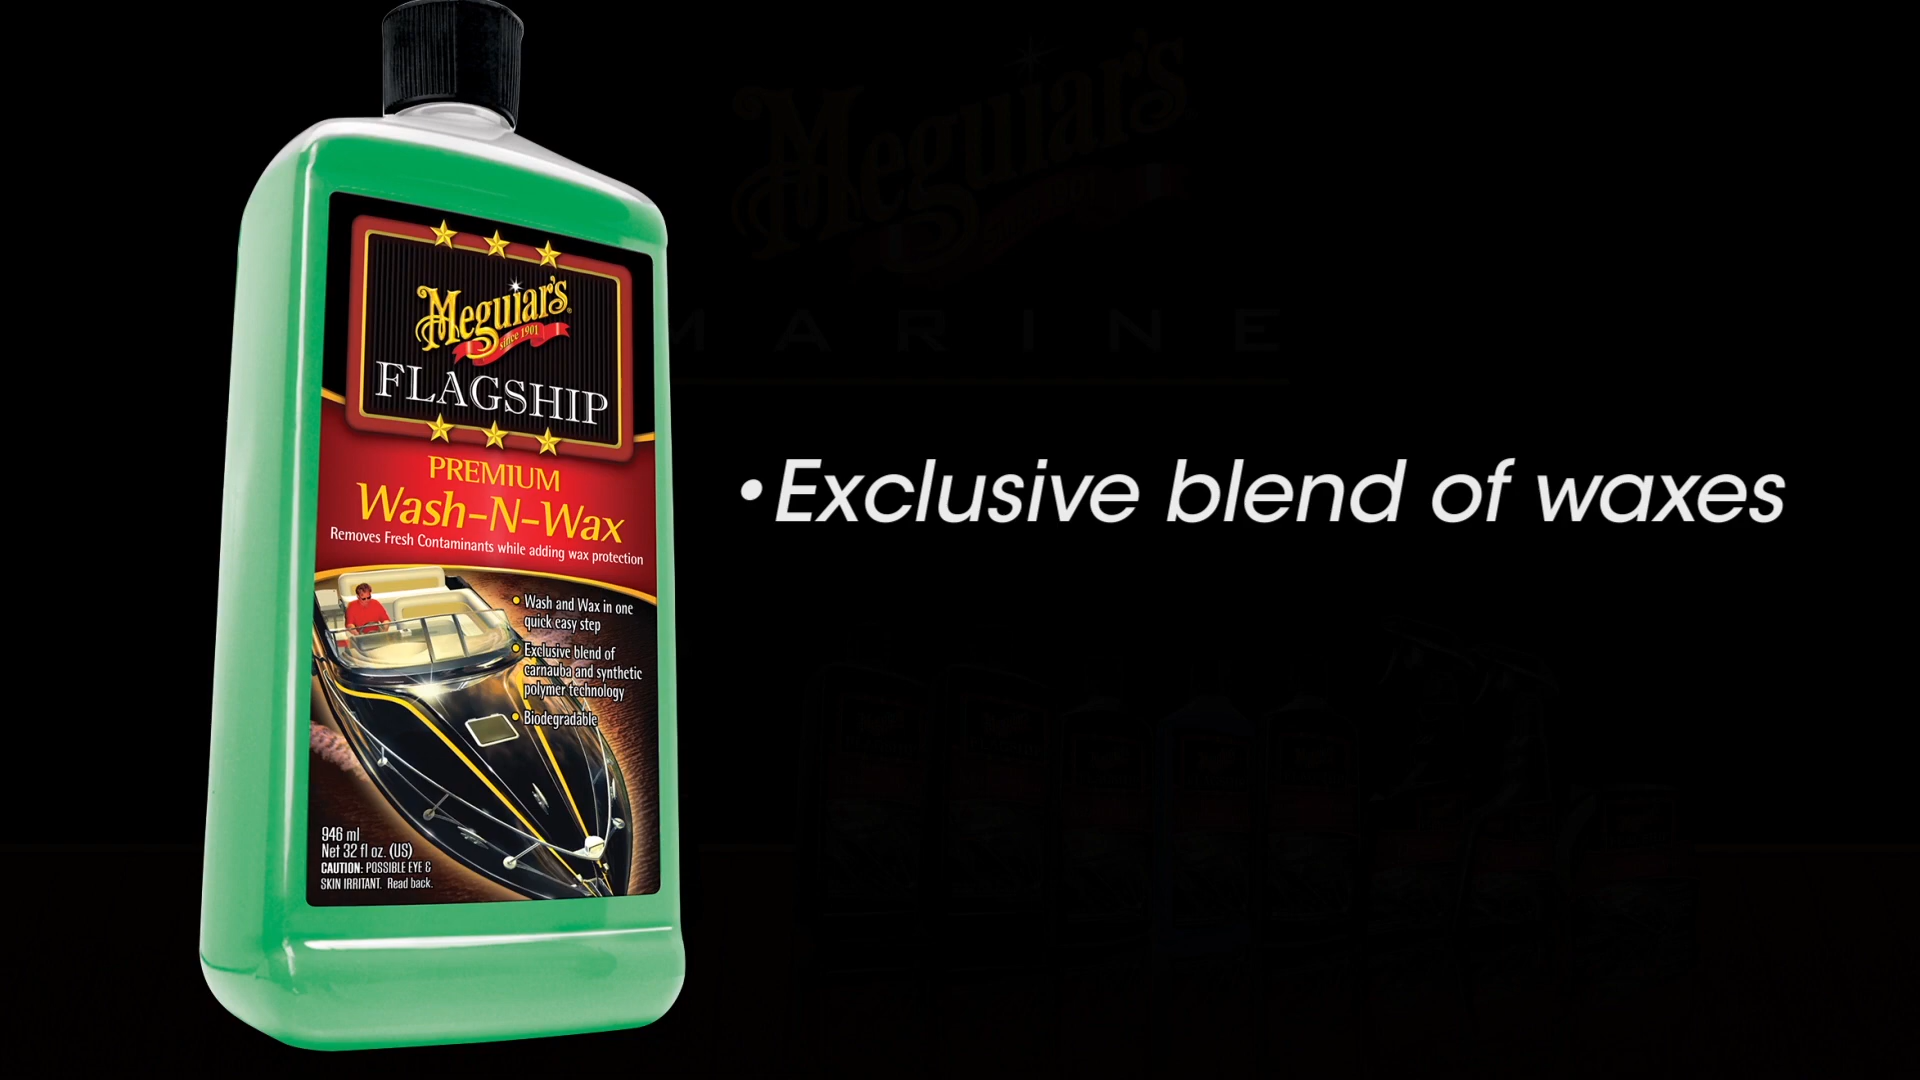 Meguiar's
MARINE
Meguiar's
since 1901
FLAGSHIP
PREMIUM
Wash-N-Wax
Removes Fresh Contaminants while adding wax protection
• Wash and Wax in one
quick easy step
• Exclusive blend of
carnauba and synthetic
polymer technology
• Biodegradable
946 ml
Net 32 fl oz. (US)
CAUTION: POSSIBLE EYE &
SKIN IRRITANT. Read back.
•Exclusive blend of waxes